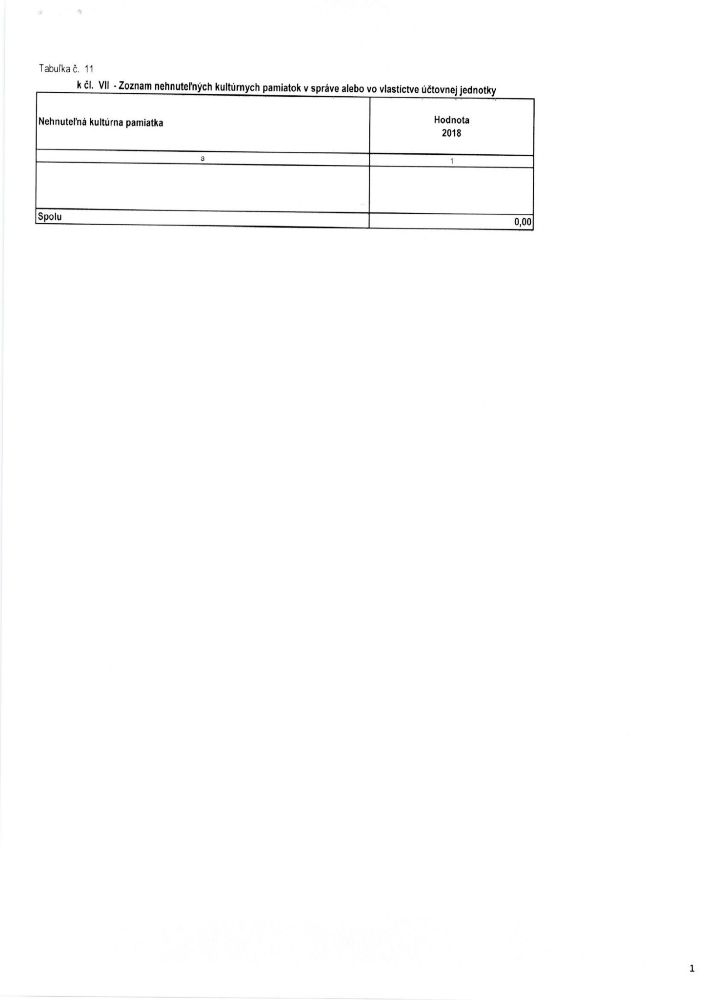 Tabuľka č. 11
k čl. VII - Zoznam nehnuteľných kultúrnych pamiatok v správe alebo vo vlastíctve účtovnej jednotky
Nehnuteľná kultúrna pamiatka
Hodnota
2018
a
1
Spolu
0,00
1